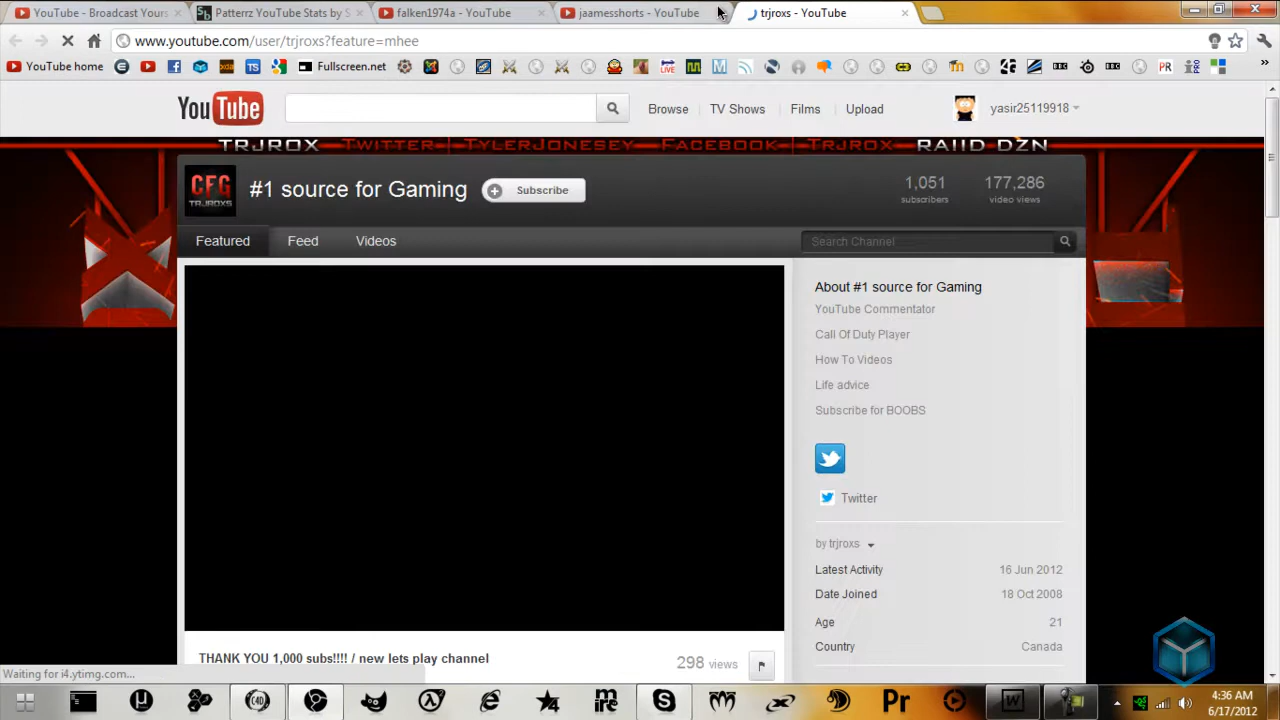 YouTube - Broadcast Yours
Patterrz YouTube Stats by S
falken1974a - YouTube
jaamesshorts - YouTube
trjroxs - YouTube
www.youtube.com/user/trjroxs?feature=mhee
YouTube home
Fullscreen.net
YouTube
Browse
TV Shows
Films
Upload
yasir25119918
TRJROX
TWITTER | TYLERJONESEY - FACEBOOK | TRJROX
RAIID DZN
CFG
TRJROXS
#1 source for Gaming
Subscribe
1,051
subscribers
177,286
video views
Featured
Feed
Videos
Search Channel
About #1 source for Gaming
YouTube Commentator
Call Of Duty Player
How To Videos
Life advice
Subscribe for BOOBS
Twitter
by trjroxs
Latest Activity 16 Jun 2012
Date Joined 18 Oct 2008
Age 21
Country Canada
THANK YOU 1,000 subs!!!! / new lets play channel
298 views
Waiting for i4.ytimg.com...
4:36 AM
6/17/2012